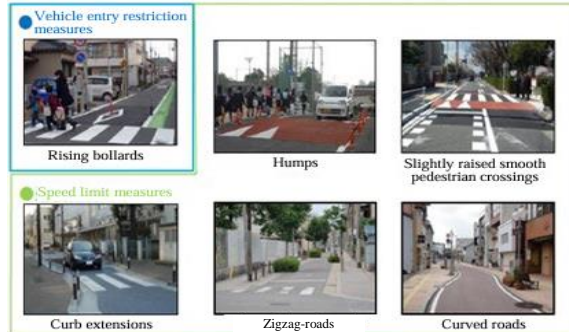 Vehicle entry restriction
measures
Rising bollards
Humps
Slightly raised smooth
pedestrian crossings
Speed limit measures
Curb extensions
Zigzag-roads
Curved roads